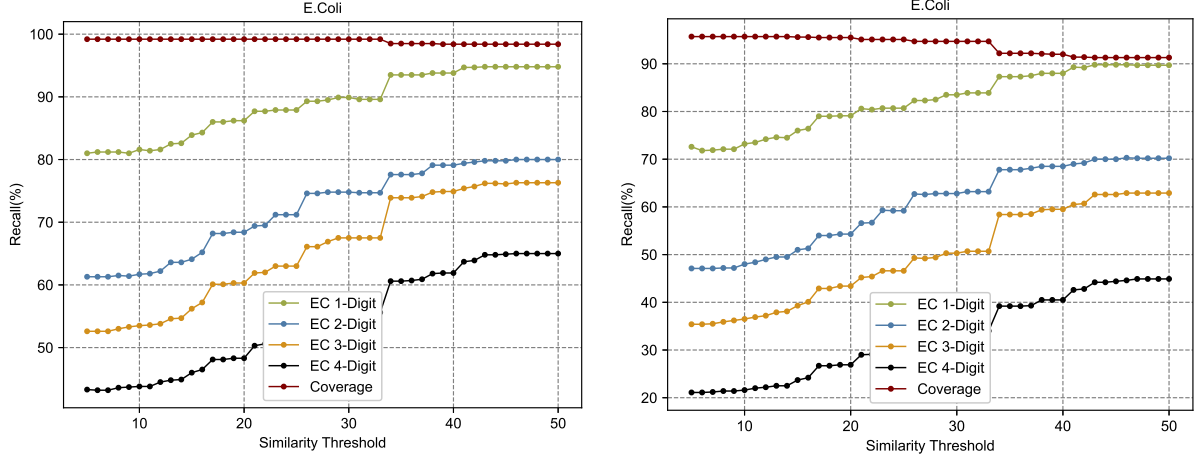 E.Coli
100
90
80
70
60
50
Recall(%)
EC 1-Digit
EC 2-Digit
EC 3-Digit
EC 4-Digit
Coverage
10 20 30 40 50
Similarity Threshold
E.Coli
90
80
70
60
50
40
30
20
Recall(%)
EC 1-Digit
EC 2-Digit
EC 3-Digit
EC 4-Digit
Coverage
10 20 30 40 50
Similarity Threshold